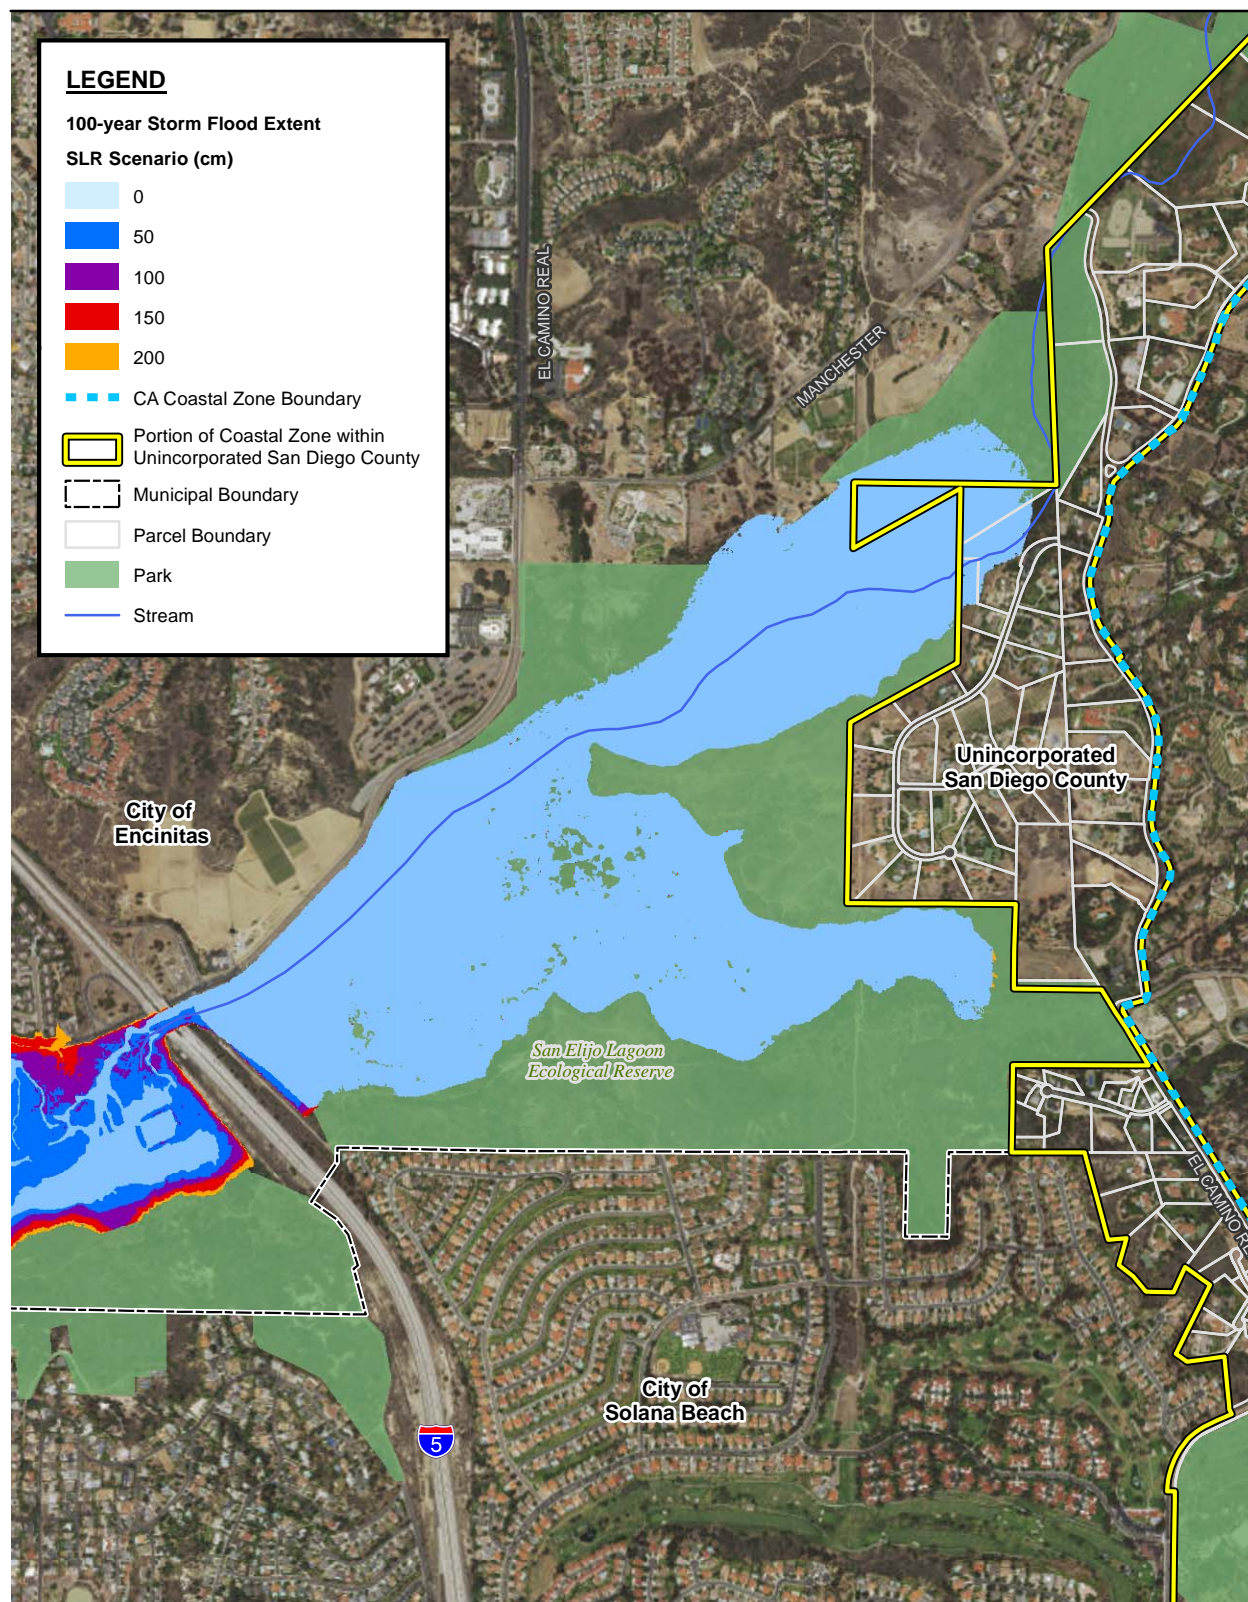 LEGEND
100-year Storm Flood Extent
SLR Scenario (cm)
0
50
100
150
200
CA Coastal Zone Boundary
Portion of Coastal Zone within
Unincorporated San Diego County
Municipal Boundary
Parcel Boundary
Park
Stream
EL CAMINO REAL
MANCHESTER
Unincorporated
San Diego County
City of
Encinitas
San Elijo Lagoon
Ecological Reserve
EL CAMINO RE
City of
Solana Beach
5